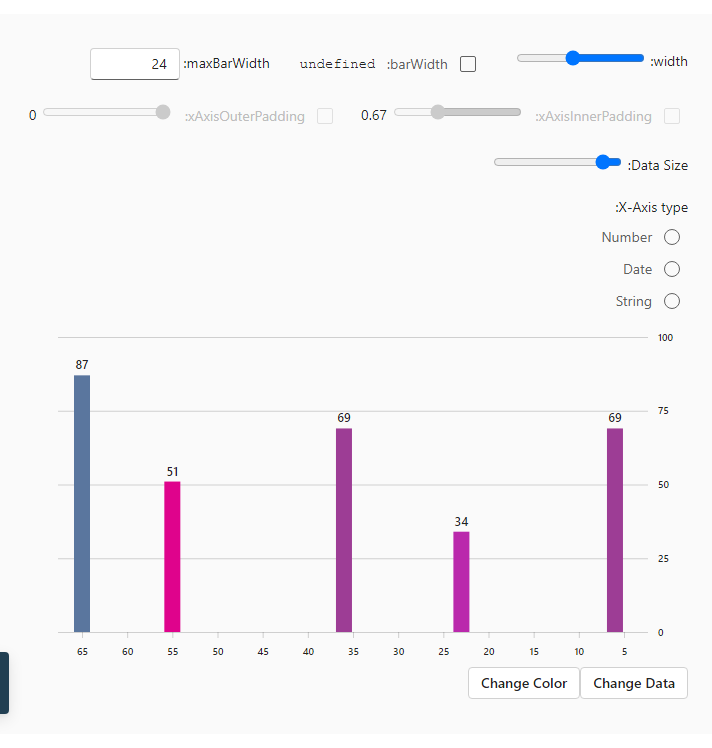 width:
barWidth: undefined
maxBarWidth: 24
xAxisInnerPadding: 0.67
xAxisOuterPadding: 0
Data Size:
X-Axis type:
Number
Date
String
100
75
50
25
0
87
51
69
34
69
65 60 55 50 45 40 35 30 25 20 15 10 5
Change Color
Change Data